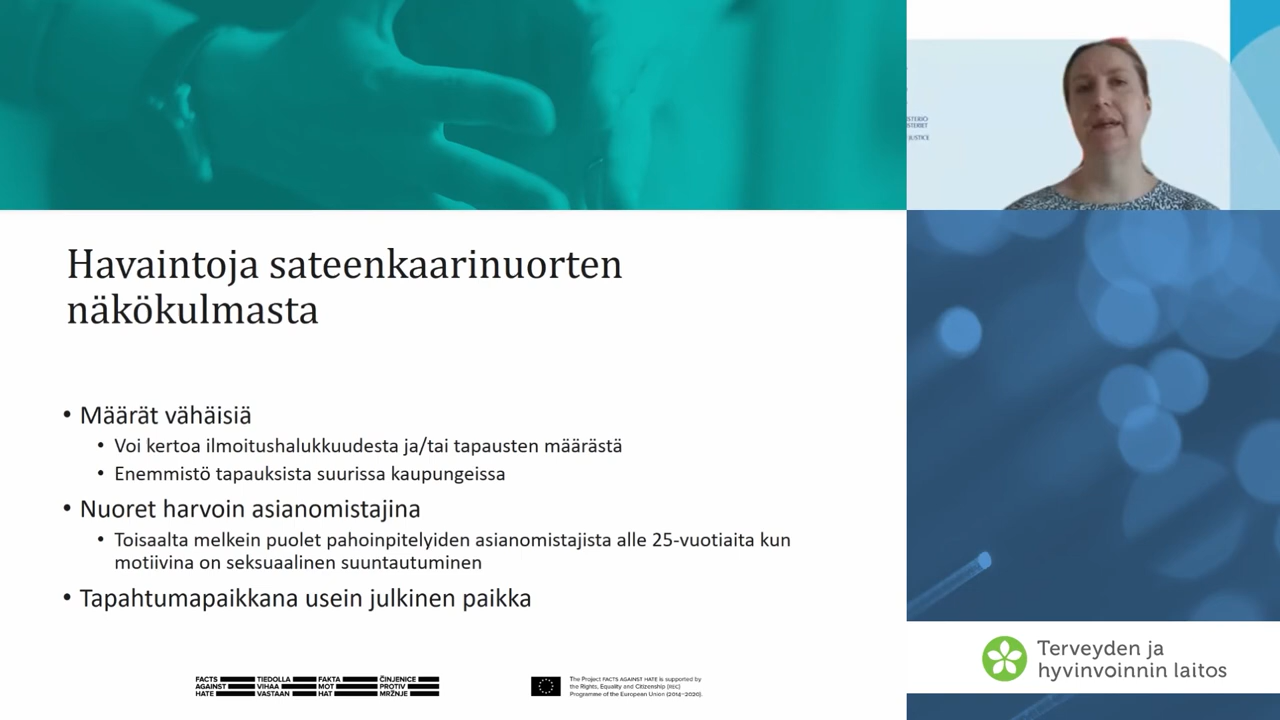 ISTERIÖ
ISTERIET
JUSTICE
Havaintoja sateenkaarinuorten
näkökulmasta
• Määrät vähäisiä
• Voi kertoa ilmoitushalukkuudesta ja/tai tapausten määrästä
• Enemmistö tapauksista suurissa kaupungeissa
• Nuoret harvoin asianomistajina
• Toisaalta melkein puolet pahoinpitelyiden asianomistajista alle 25-vuotiaita kun
motiivina on seksuaalinen suuntautuminen
• Tapahtumapaikkana usein julkinen paikka
FACTS AGAINST HATE
TIEDOLLA VIHAA VASTAAN
FAKTA MOT HAT
ČINJENICE PROTIV MRŽNJE
The Project FACTS AGAINST HATE is supported by
the Rights, Equality and Citizenship (REC)
Programme of the European Union (2014-2020).
Terveyden ja
hyvinvoinnin laitos